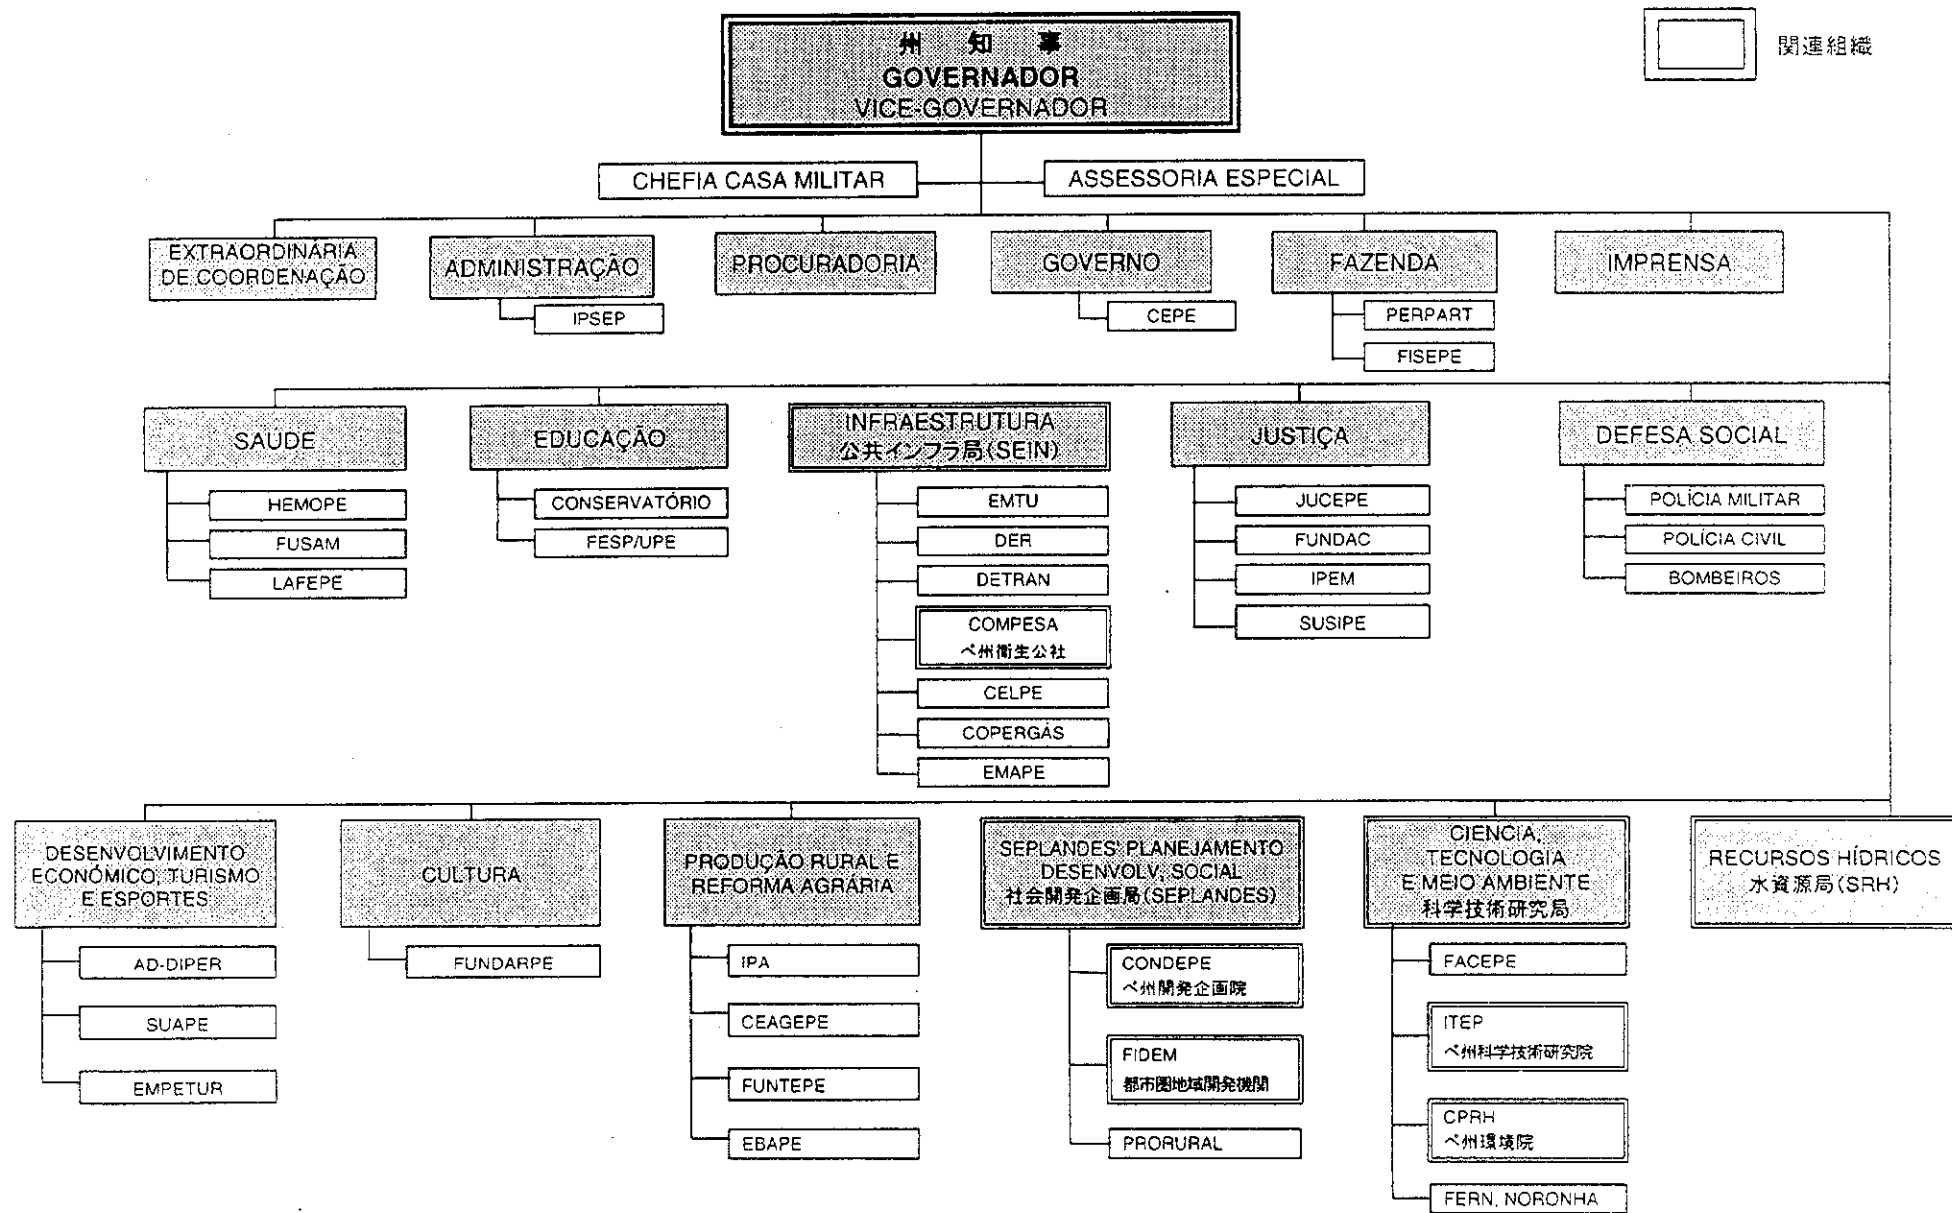 州 知 事
GOVERNADOR
VICE-GOVERNADOR
関連組織
CHEFIA CASA MILITAR
ASSESSORIA ESPECIAL
EXTRAORDINÁRIA
DE COORDENAÇÃO
ADMINISTRAÇÃO
PROCURADORIA
GOVERNO
FAZENDA
IMPRENSA
IPSEP
CEPE
PERPART
FISEPE
SAÚDE
EDUCAÇÃO
INFRAESTRUTURA
公共インフラ局(SEIN)
JUSTIÇA
DEFESA SOCIAL
HEMOPE
FUSAM
LAFEPE
CONSERVATÓRIO
FESP/UPE
EMTU
DER
DETRAN
COMPESA
ペ州衛生公社
CELPE
COPERGÁS
EMAPE
JUCEPE
FUNDAC
IPEM
SUSIPE
POLÍCIA MILITAR
POLÍCIA CIVIL
BOMBEIROS
DESENVOLVIMENTO
ECONÓMICO, TURISMO
E ESPORTES
CULTURA
PRODUÇÃO RURAL E
REFORMA AGRÁRIA
SEPLANDES' PLANEJAMENTO
DESENVOLV, SOCIAL
社会開発企画局(SEPLANDES)
CIENCIA,
TECNOLOGIA
E MEIO AMBIENTE
科学技術研究局
RECURSOS HÍDRICOS
水資源局(SRH)
AD-DIPER
SUAPE
EMPETUR
FUNDARPE
IPA
CEAGEPE
FUNTEPE
EBAPE
CONDEPE
ペ州開発企画院
FIDEM
都市圏地域開発機関
PRORURAL
FACEPE
ITEP
ペ州科学技術研究院
CPRH
ペ州環境院
FERN, NORONHA